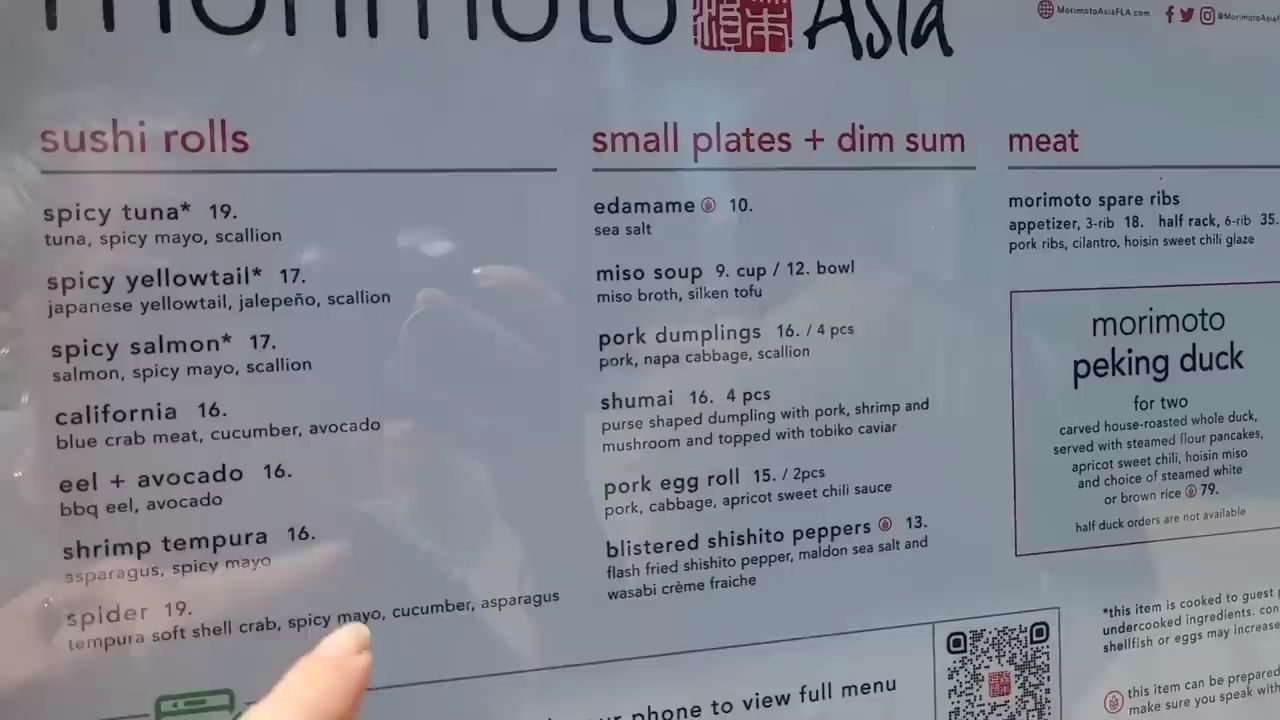 morimoto Asia
MorimotoAsiaFLA.com
@MorimotoAsiaF
sushi rolls
spicy tuna* 19.
tuna, spicy mayo, scallion
spicy yellowtail* 17.
japanese yellowtail, jalepeño, scallion
spicy salmon* 17.
salmon, spicy mayo, scallion
california 16.
blue crab meat, cucumber, avocado
eel + avocado 16.
bbq eel, avocado
shrimp tempura 16.
asparagus, spicy mayo
spider 19.
tempura soft shell crab, spicy mayo, cucumber, asparagus
small plates + dim sum
edamame 10.
sea salt
miso soup 9. cup / 12. bowl
miso broth, silken tofu
pork dumplings 16. / 4 pcs
pork, napa cabbage, scallion
shumai 16. 4 pcs
purse shaped dumpling with pork, shrimp and
mushroom and topped with tobiko caviar
pork egg roll 15. / 2pcs
pork, cabbage, apricot sweet chili sauce
blistered shishito peppers 13.
flash fried shishito pepper, maldon sea salt and
wasabi crème fraiche
meat
morimoto spare ribs
appetizer, 3-rib 18. half rack, 6-rib 35.
pork ribs, cilantro, hoisin sweet chili glaze
morimoto
peking duck
for two
carved house-roasted whole duck,
served with steamed flour pancakes,
apricot sweet chili, hoisin miso
and choice of steamed white
or brown rice 79.
half duck orders are not available
*this item is cooked to guest
undercooked ingredients. con
shellfish or eggs may increase
this item can be prepared
make sure you speak with
phone to view full menu